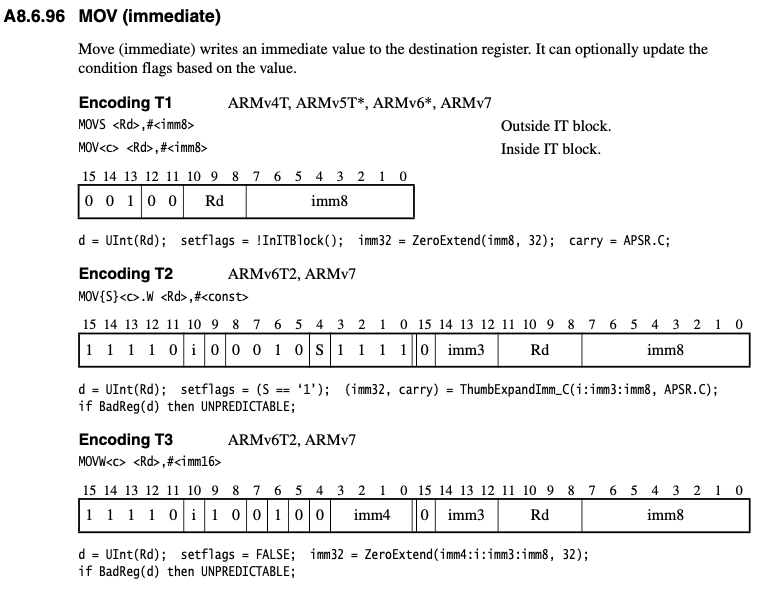 A8.6.96 MOV (immediate)
Move (immediate) writes an immediate value to the destination register. It can optionally update the
condition flags based on the value.
Encoding T1 ARMv4T, ARMv5T*, ARMv6*, ARMv7
MOVS <Rd>,#<imm8> Outside IT block.
MOV<c> <Rd>,#<imm8> Inside IT block.
15 14 13 12 11 10 9 8 7 6 5 4 3 2 1 0
0 0 1 0 0 Rd imm8
d = UInt(Rd); setflags = !InITBlock(); imm32 = ZeroExtend(imm8, 32); carry = APSR.C;
Encoding T2 ARMv6T2, ARMv7
MOV{S}<c>.W <Rd>,#<const>
15 14 13 12 11 10 9 8 7 6 5 4 3 2 1 0 15 14 13 12 11 10 9 8 7 6 5 4 3 2 1 0
1 1 1 1 0 i 0 0 0 1 0 S 1 1 1 1 0 imm3 Rd imm8
d = UInt(Rd); setflags = (S == ‘1’); (imm32, carry) = ThumbExpandImm_C(i:imm3:imm8, APSR.C);
if BadReg(d) then UNPREDICTABLE;
Encoding T3 ARMv6T2, ARMv7
MOVW<c> <Rd>,#<imm16>
15 14 13 12 11 10 9 8 7 6 5 4 3 2 1 0 15 14 13 12 11 10 9 8 7 6 5 4 3 2 1 0
1 1 1 1 0 i 1 0 0 1 0 0 imm4 0 imm3 Rd imm8
d = UInt(Rd); setflags = FALSE; imm32 = ZeroExtend(imm4:i:imm3:imm8, 32);
if BadReg(d) then UNPREDICTABLE;